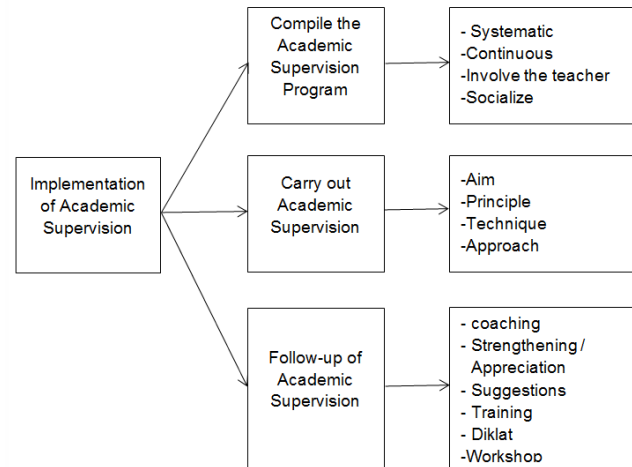 Implementation
of Academic
Supervision
Compile the
Academic
Supervision
Program
- Systematic
-Continuous
-Involve the teacher
-Socialize
Carry out
Academic
Supervision
-Aim
-Principle
-Technique
-Approach
Follow-up of
Academic
Supervision
- coaching
- Strengthening /
Appreciation
- Suggestions
- Training
- Diklat
-Workshop